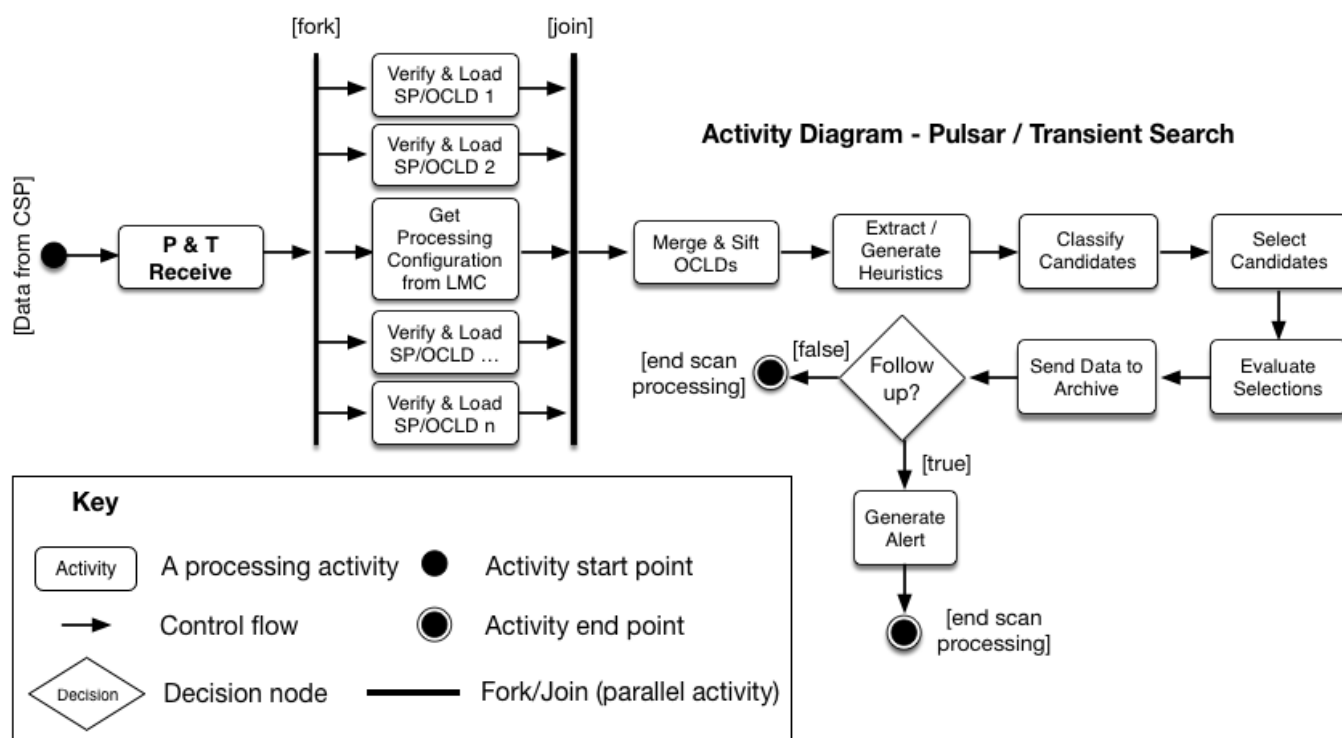 [fork]
[join]
Verify & Load
SP/OCLD 1
Verify & Load
SP/OCLD 2
Get
Processing
Configuration
from LMC
Verify & Load
SP/OCLD ...
Verify & Load
SP/OCLD n
[Data from CSP]
P & T
Receive
Activity Diagram - Pulsar / Transient Search
Merge & Sift
OCLDs
Extract /
Generate
Heuristics
Classify
Candidates
Select
Candidates
Evaluate
Selections
Send Data to
Archive
Follow
up?
[false]
[end scan
processing]
[true]
Generate
Alert
[end scan
processing]
Key
Activity
A processing activity
Activity start point
Control flow
Activity end point
Decision
Decision node
Fork/Join (parallel activity)